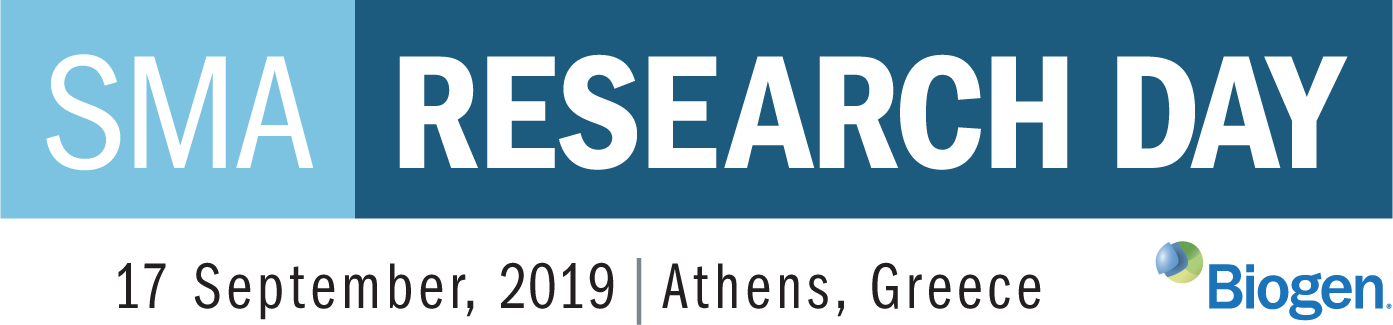 SMA RESEARCH DAY
17 September, 2019 | Athens, Greece
Biogen.